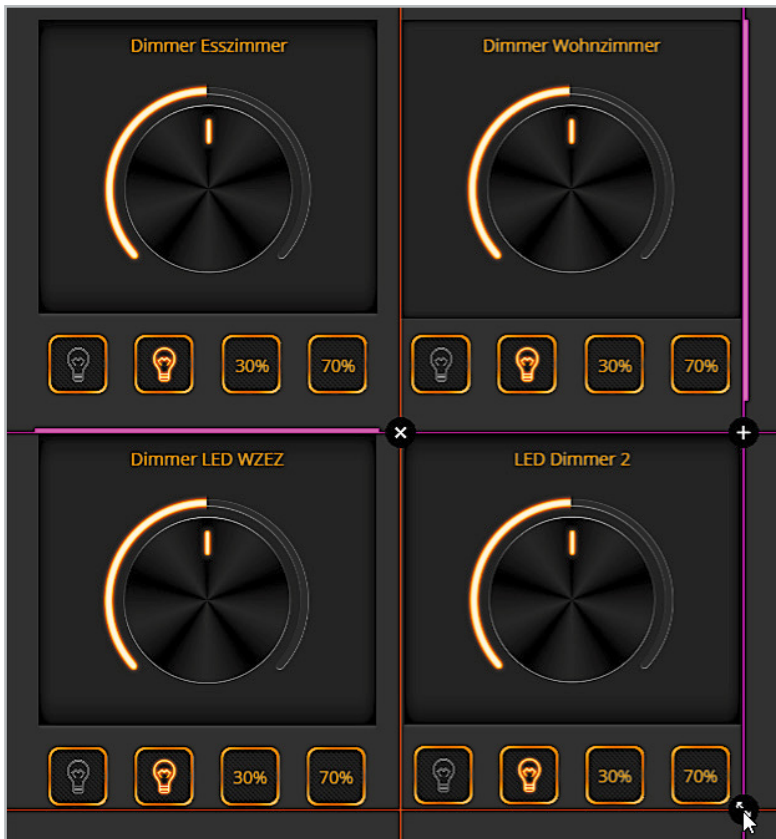 Dimmer Esszimmer
Dimmer Wohnzimmer
30% 70%
30% 70%
Dimmer LED WZEZ
LED Dimmer 2
30% 70%
30% 70%